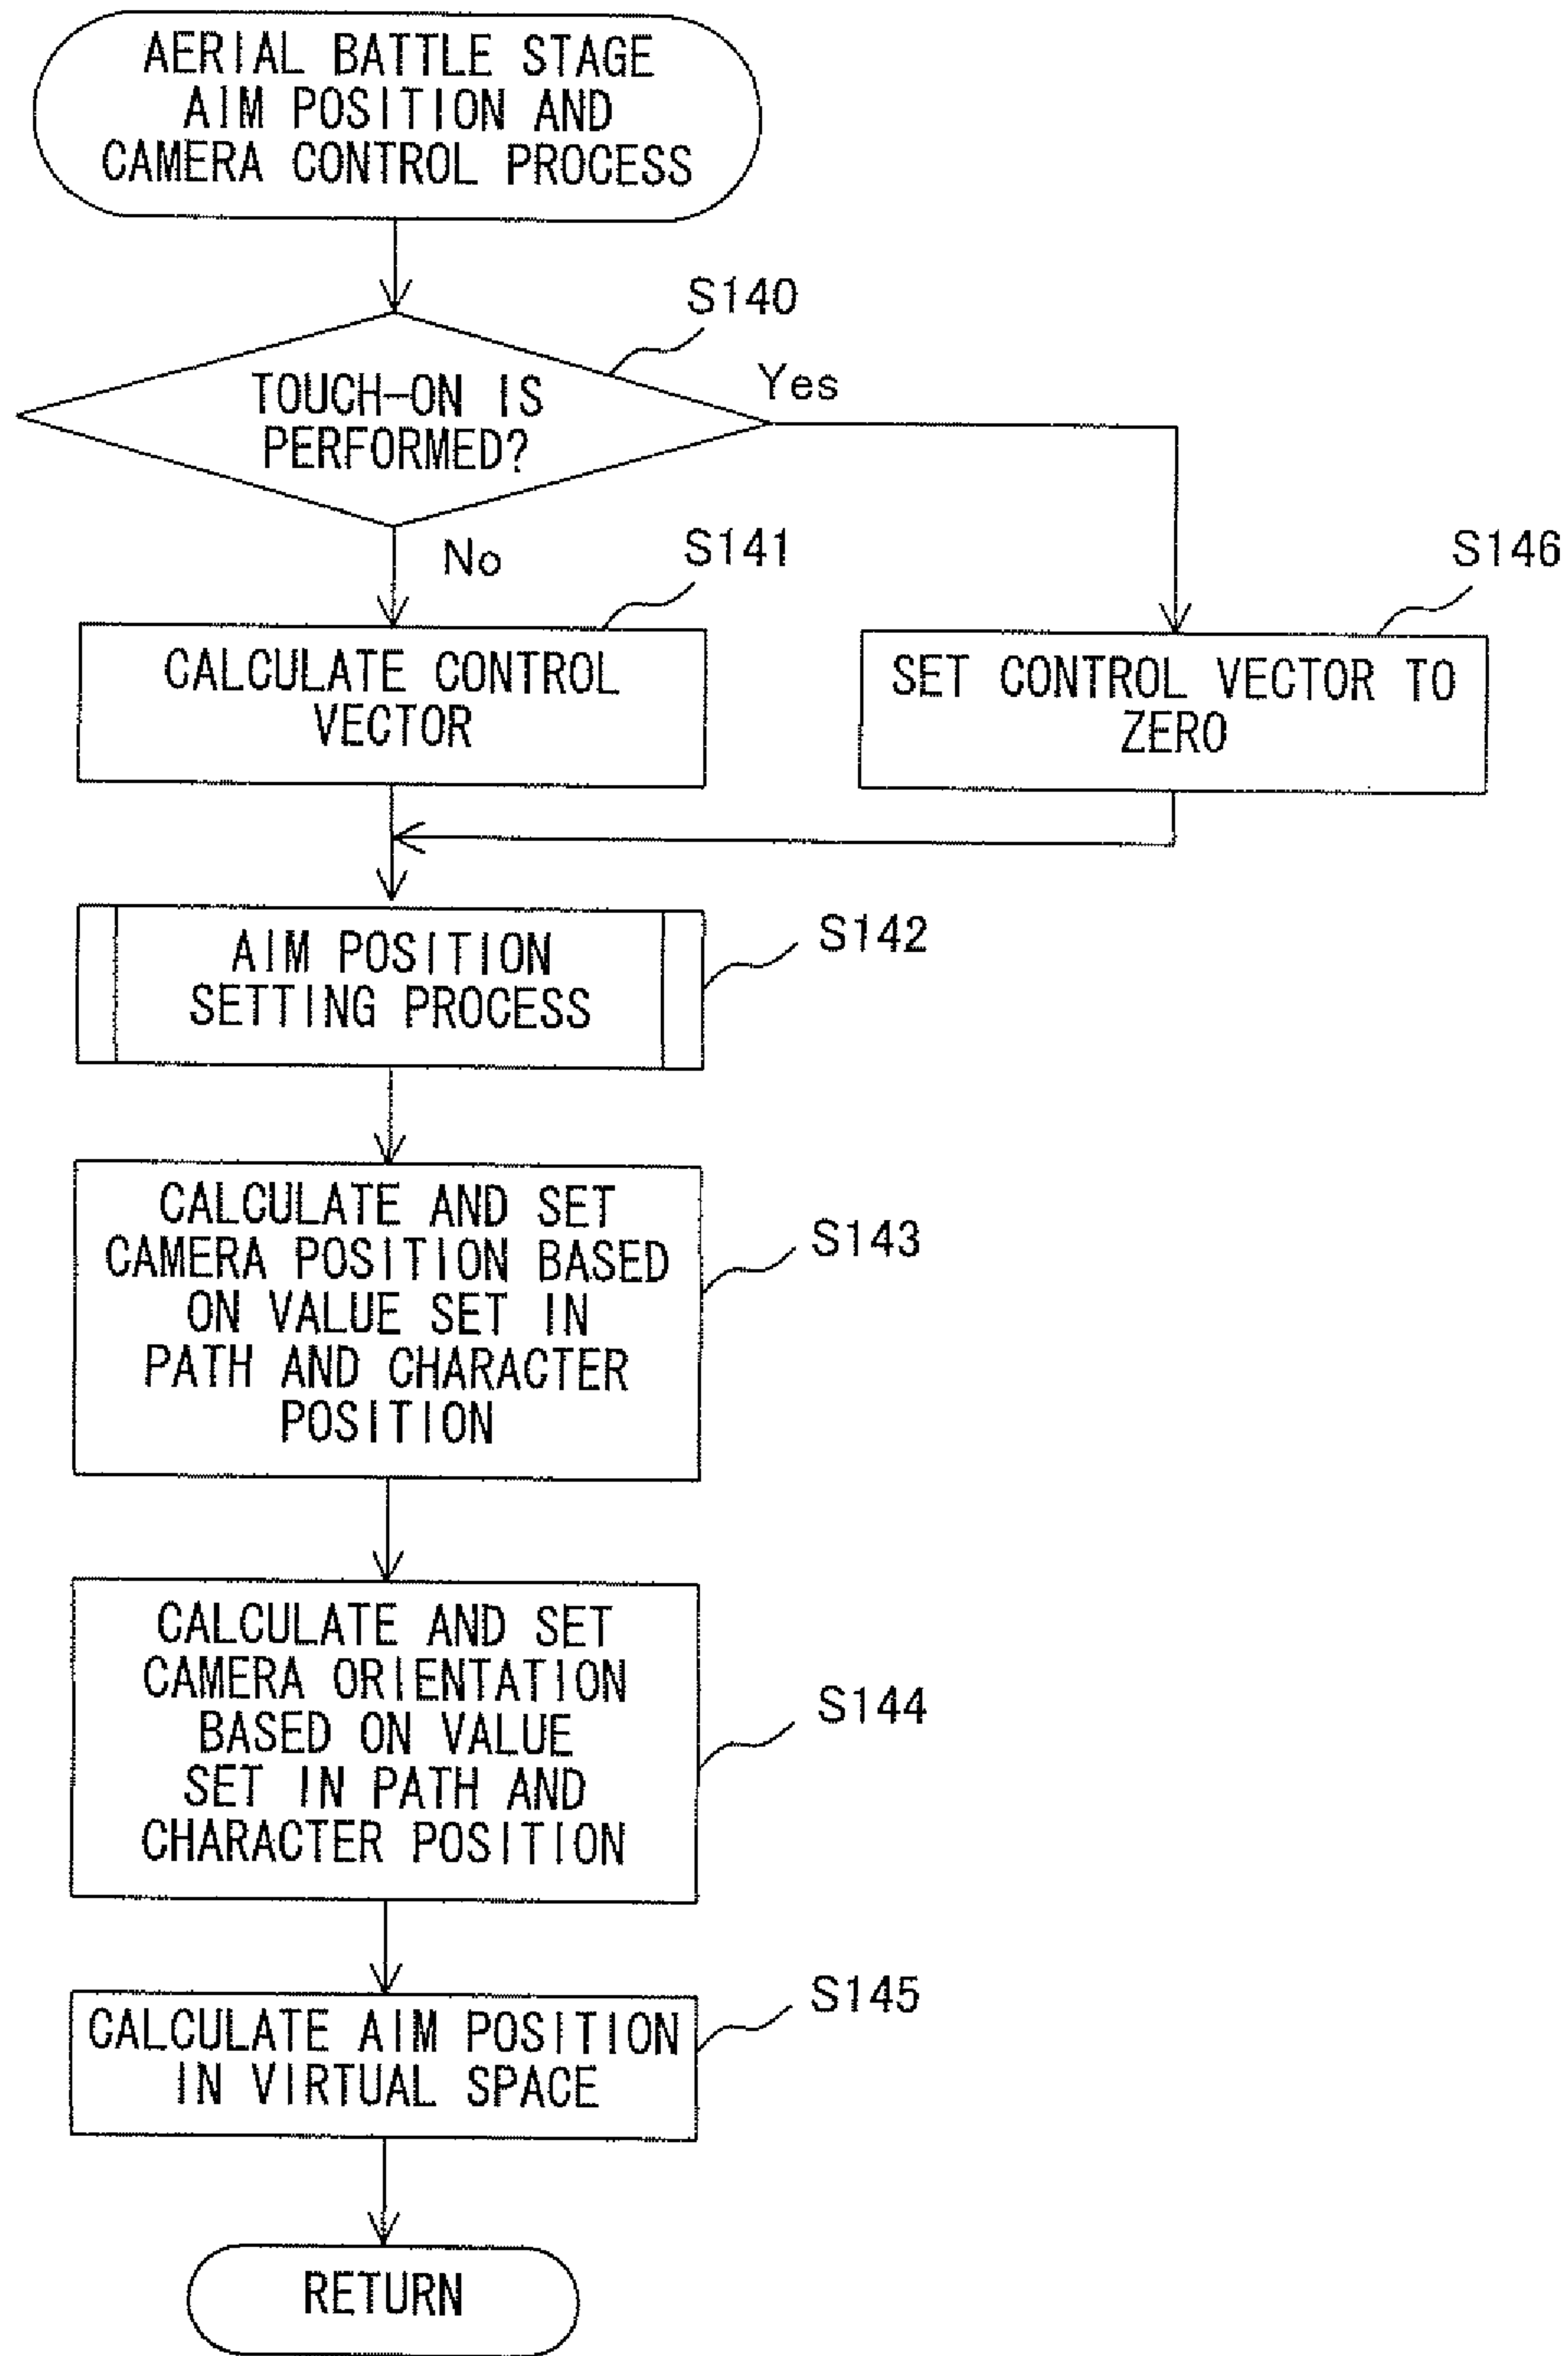 AERIAL BATTLE STAGE
AIM POSITION AND
CAMERA CONTROL PROCESS
S140
TOUCH-ON IS
PERFORMED?
Yes
No
S141
CALCULATE CONTROL
VECTOR
S146
SET CONTROL VECTOR TO
ZERO
AIM POSITION
SETTING PROCESS
S142
CALCULATE AND SET
CAMERA POSITION BASED
ON VALUE SET IN
PATH AND CHARACTER
POSITION
S143
CALCULATE AND SET
CAMERA ORIENTATION
BASED ON VALUE
SET IN PATH AND
CHARACTER POSITION
S144
CALCULATE AIM POSITION
IN VIRTUAL SPACE
S145
RETURN